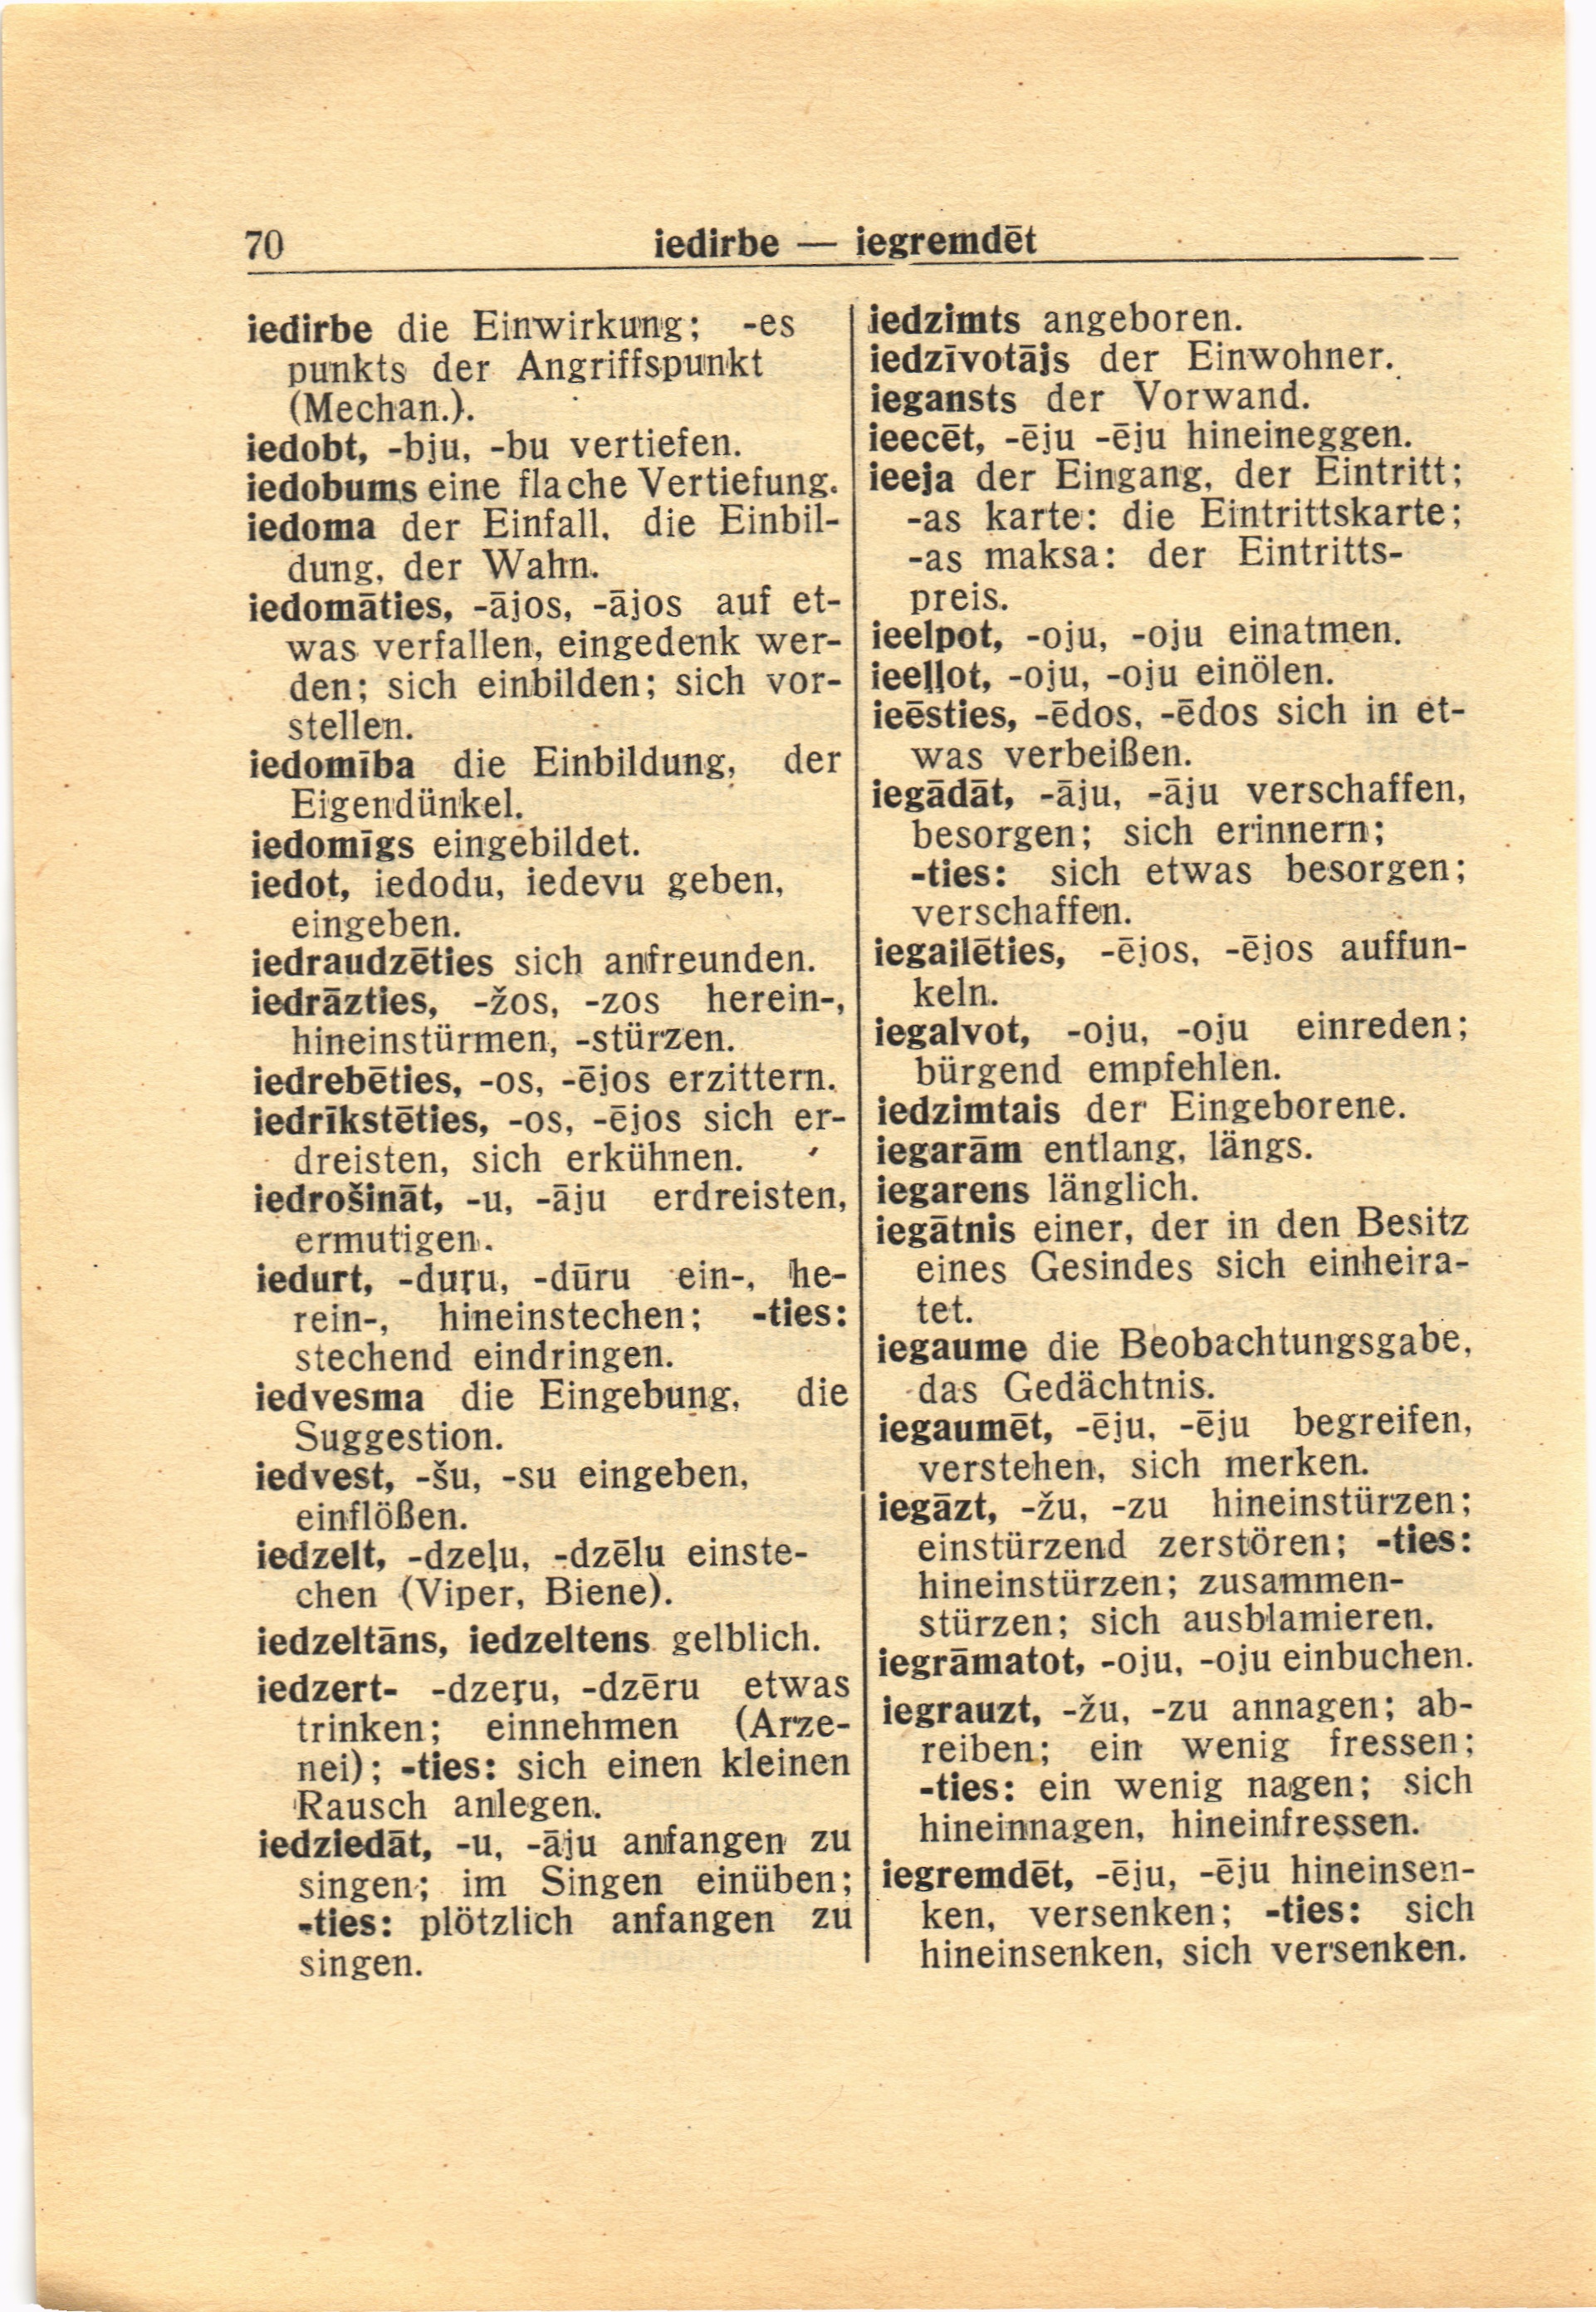 70
iedirbe — iegremdēt
iedirbe die Einwirkung; -es
punkts der Angriffspunkt
(Mechan.).
iedobt, -bju, -bu vertiefen.
iedobums eine flache Vertiefung.
iedoma der Einfall, die Einbil-
dung, der Wahn.
iedomāties, -ājos, -ājos auf et-
was verfallen, eingedenk wer-
den; sich einbilden; sich vor-
stellen.
iedomība die Einbildung, der
Eigendünkel.
iedomīgs eingebildet.
iedot, iedodu, iedevu geben,
eingeben.
iedraudzēties sich anfreunden.
iedrāzties, -žos, -zos herein-,
hineinstürmen, -stürzen.
iedrebēties, -os, -ējos erzittern.
iedrīkstēties, -os, -ējos sich er-
dreisten, sich erkühnen.
iedrošināt, -u, -āju erdreisten,
ermutigen.
iedurt, -duŗu, -dūru ein-, he-
rein-, hineinstechen; -ties:
stechend eindringen.
iedvesma die Eingebung, die
Suggestion.
iedvest, -šu, -su eingeben,
einflößen.
iedzelt, -dzeļu, -dzēlu einste-
chen (Viper, Biene).
iedzeltāns, iedzeltens gelblich.
iedzert- -dzeŗu, -dzēru etwas
trinken; einnehmen (Arze-
nei); -ties: sich einen kleinen
Rausch anlegen.
iedziedāt, -u, -āju anfangen zu
singen; im Singen einüben;
-ties: plötzlich anfangen zu
singen.
iedzimts angeboren.
iedzīvotājs der Einwohner.
iegansts der Vorwand.
ieecēt, -ēju -ēju hineineggen.
ieeja der Eingang, der Eintritt;
-as karte: die Eintrittskarte;
-as maksa: der Eintritts-
preis.
ieelpot, -oju, -oju einatmen.
ieeļļot, -oju, -oju einölen.
ieēsties, -ēdos, -ēdos sich in et-
was verbeißen.
iegādāt, -āju, -āju verschaffen,
besorgen; sich erinnern;
-ties: sich etwas besorgen;
verschaffen.
iegailēties, -ējos, -ējos auffun-
keln.
iegalvot, -oju, -oju einreden;
bürgend empfehlen.
iedzimtais der Eingeborene.
iegarām entlang, längs.
iegarens länglich.
iegātnis einer, der in den Besitz
eines Gesindes sich einheira-
tet.
iegaume die Beobachtungsgabe,
das Gedächtnis.
iegaumēt, -ēju, -ēju begreifen,
verstehen, sich merken.
iegāzt, -žu, -zu hineinstürzen;
einstürzend zerstören; -ties:
hineinstürzen; zusammen-
stürzen; sich ausblamieren.
iegrāmatot, -oju, -oju einbuchen.
iegrauzt, -žu, -zu annagen; ab-
reiben; ein wenig fressen;
-ties: ein wenig nagen; sich
hineinnagen, hineinfressen.
iegremdēt, -ēju, -ēju hineinsen-
ken, versenken; -ties: sich
hineinsenken, sich versenken.